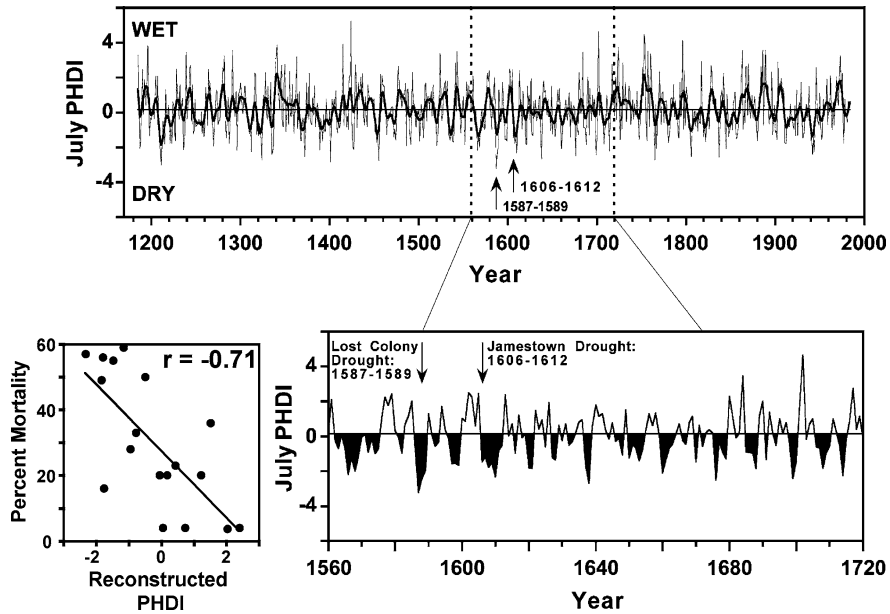 WET
4
0
-4
DRY
July PHDI
1606-1612
1587-1589
1200 1300 1400 1500 1600 1700 1800 1900 2000
Year
60
40
20
0
Percent Mortality
r = -0.71
-2 0 2
Reconstructed
PHDI
Lost Colony
Drought:
1587-1589
Jamestown Drought:
1606-1612
4
0
-4
July PHDI
1560 1600 1640 1680 1720
Year